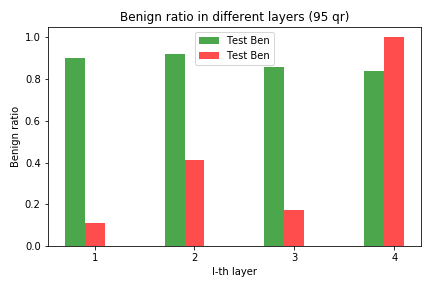 Benign ratio in different layers (95 qr)
Test Ben
Test Ben
1.0
0.8
0.6
0.4
0.2
0.0
Benign ratio
1 2 3 4
l-th layer